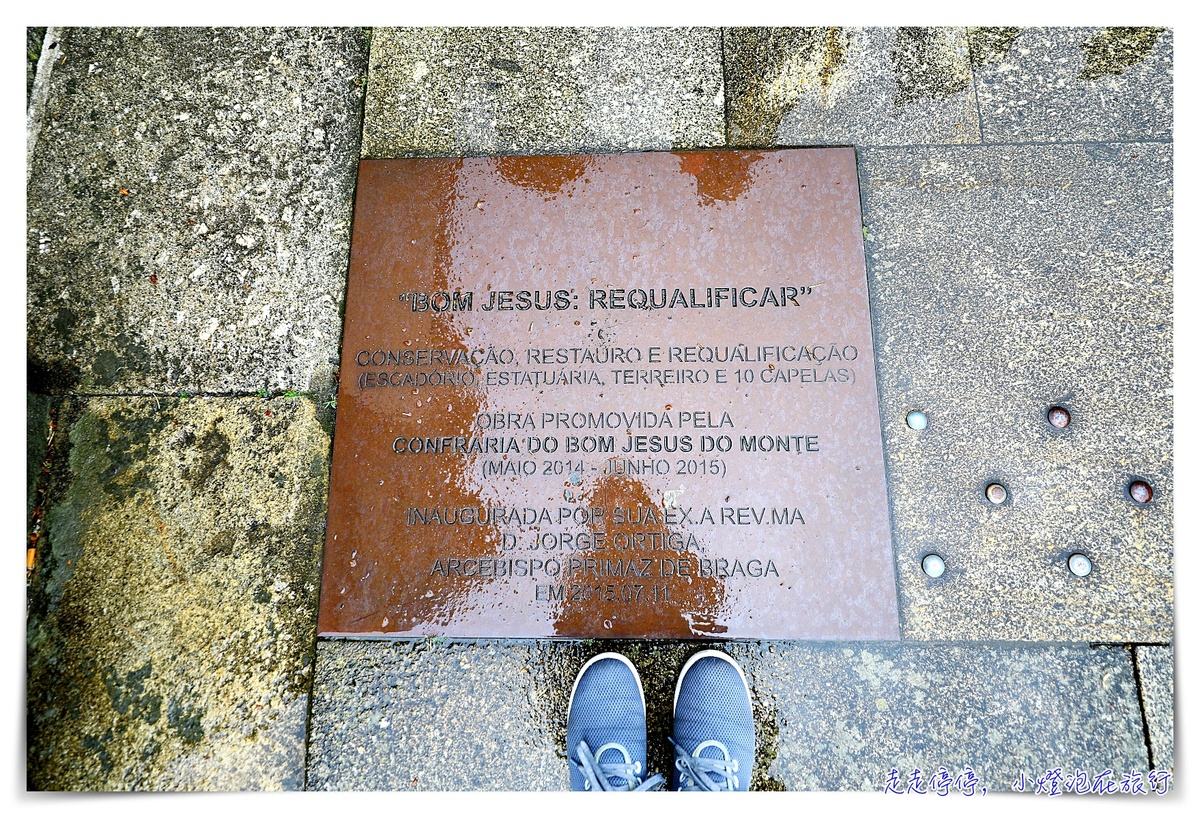 “BOM JESUS: REQUALIFICAR”
CONSERVAÇÃO, RESTAURO E REQUALIFICAÇÃO
(ESCADÓRIO, ESTATUÁRIA, TERREIRO E 10 CAPELAS)
OBRA PROMOVIDA PELA
CONFRARIA DO BOM JESUS DO MONTE
(MAIO 2014 - JUNHO 2015)
INAUGURADA POR SUA EX.A REV.MA
D. JORGE ORTIGA,
ARCEBISPO PRIMAZ DE BRAGA
EM 2015.07.11
走走停停，小燈泡在旅行